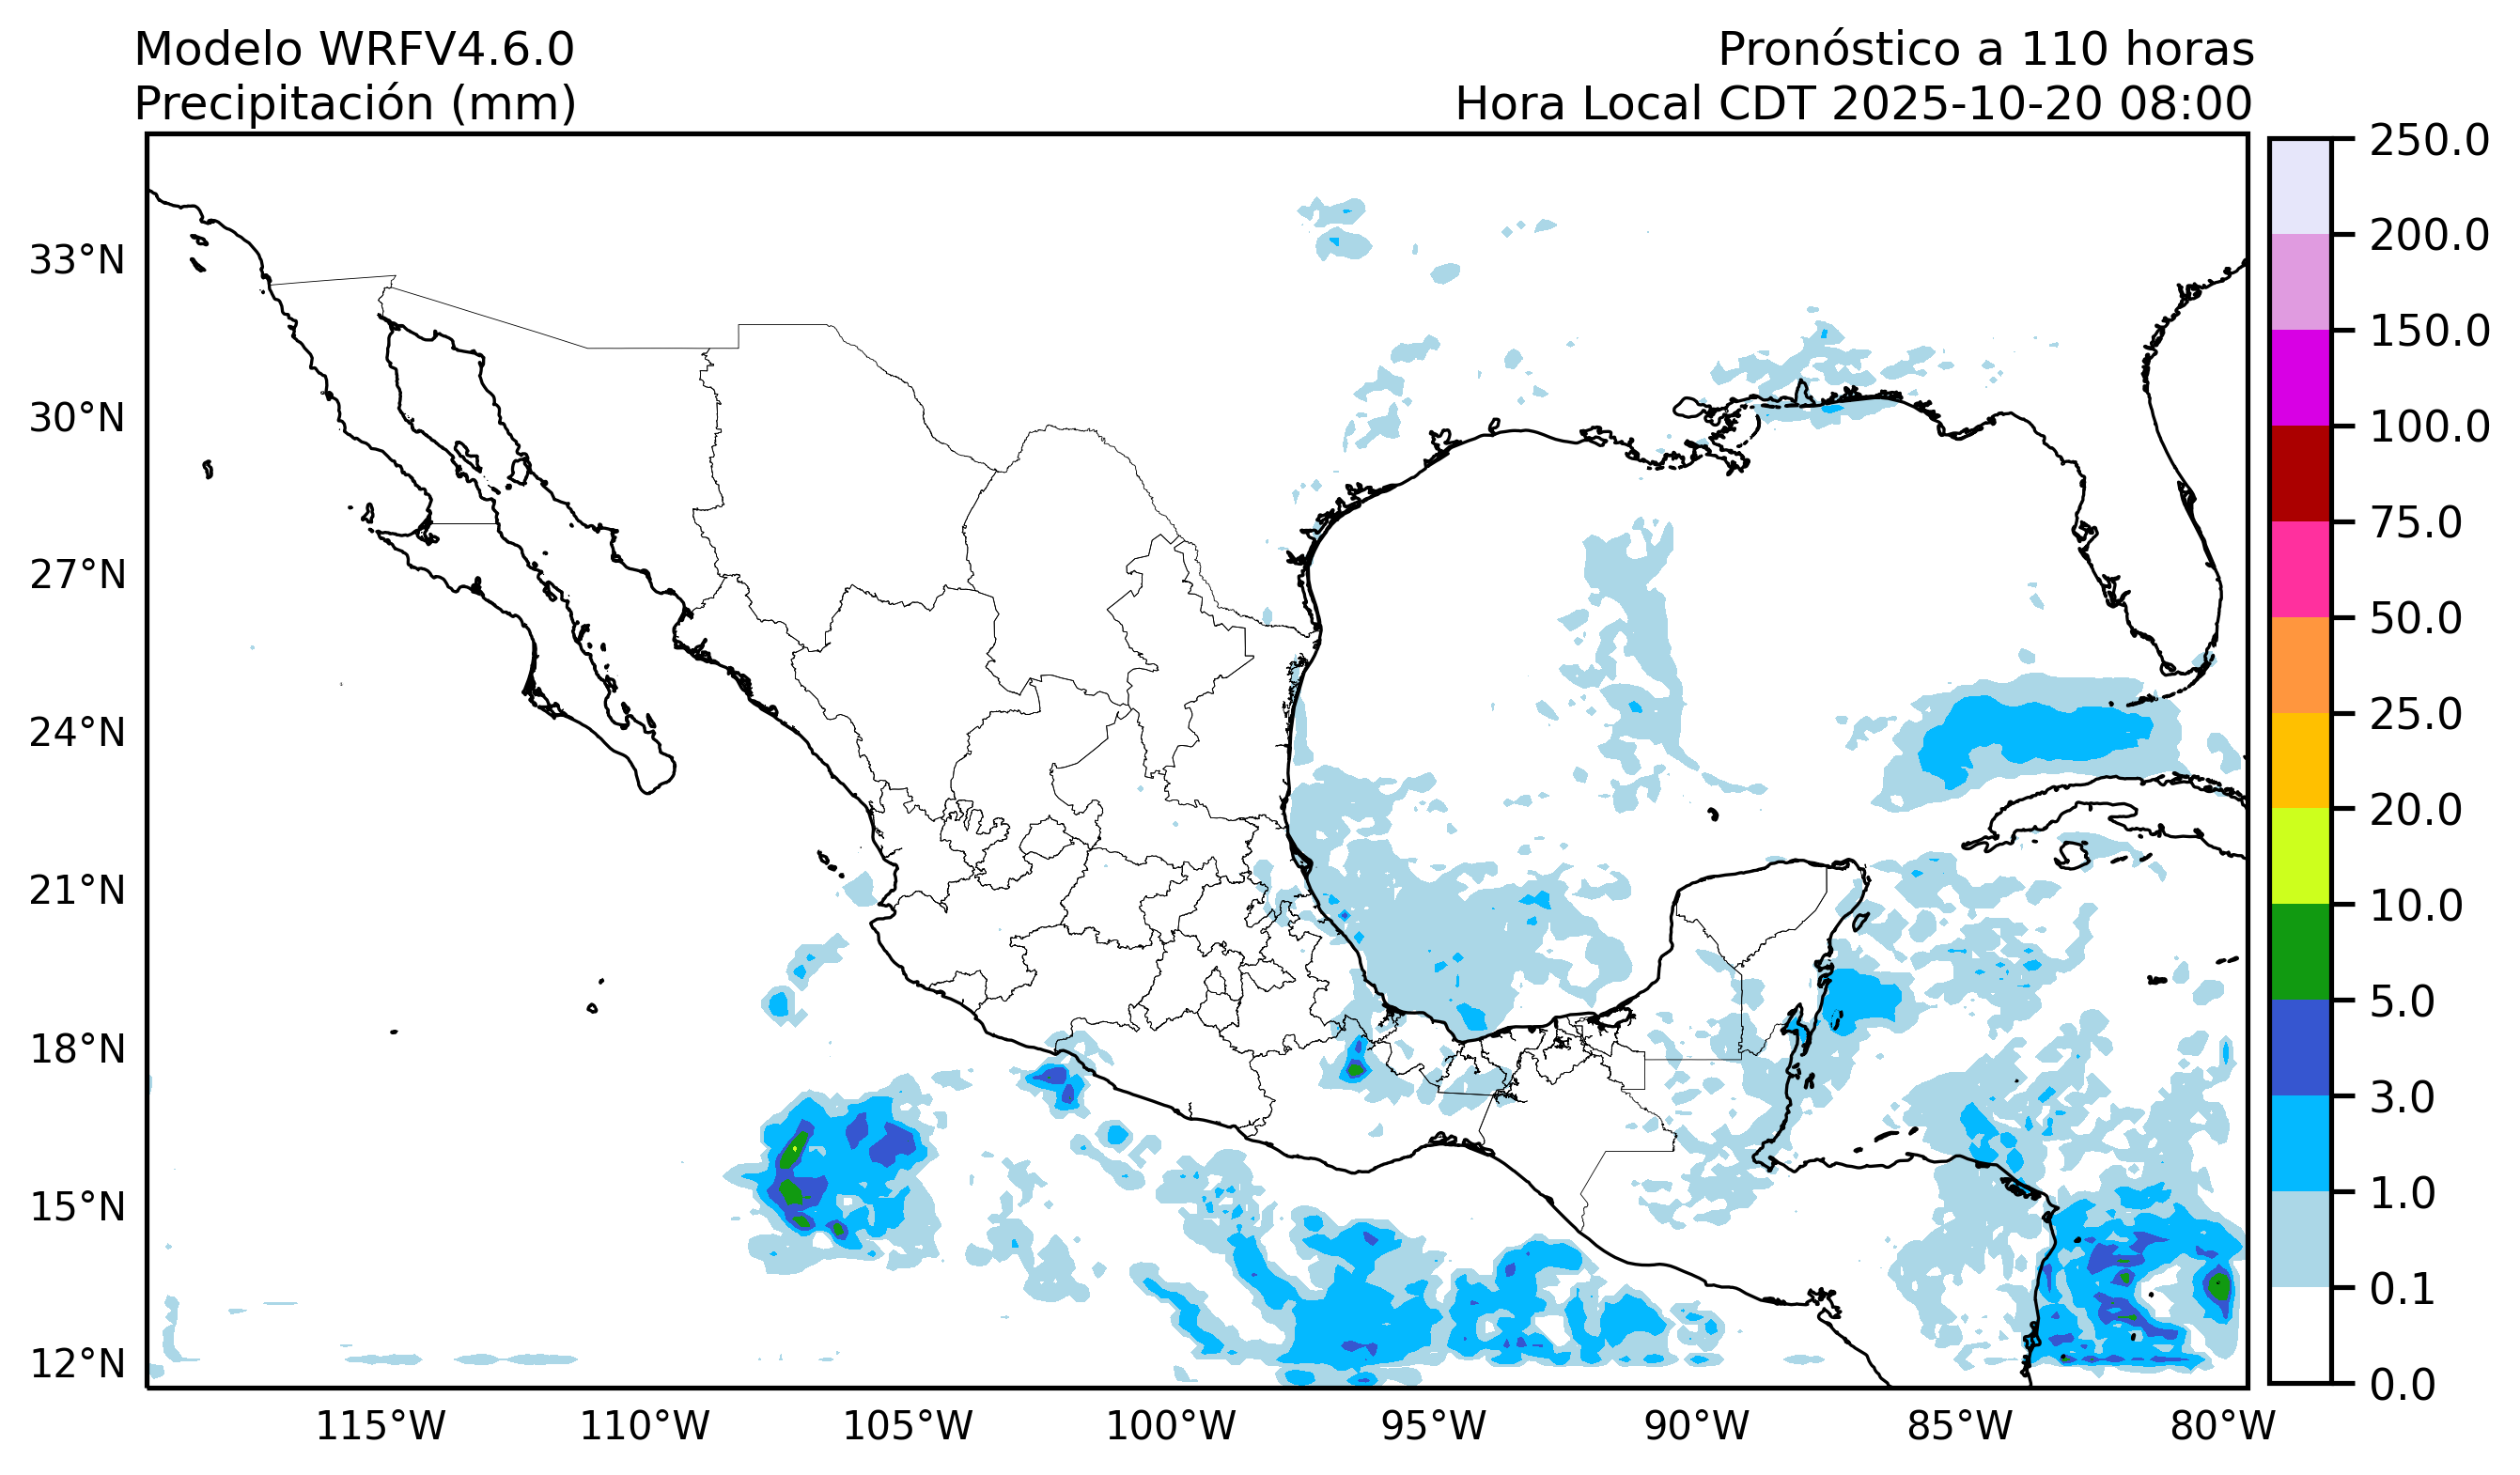 Modelo WRFV4.6.0
Precipitación (mm)
Pronóstico a 110 horas
Hora Local CDT 2025-10-20 08:00
33°N
30°N
27°N
24°N
21°N
18°N
15°N
12°N
115°W
110°W
105°W
100°W
95°W
90°W
85°W
80°W
250.0
200.0
150.0
100.0
75.0
50.0
25.0
20.0
10.0
5.0
3.0
1.0
0.1
0.0